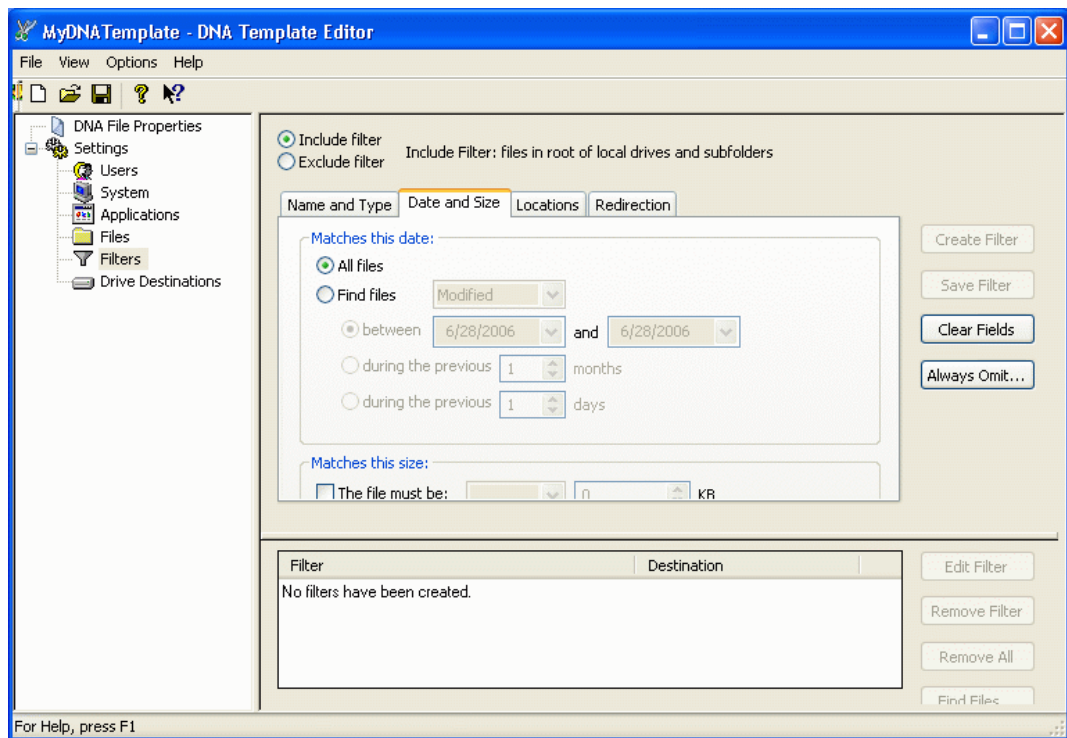 MyDNATemplate - DNA Template Editor
File View Options Help
DNA File Properties
Settings
Users
System
Applications
Files
Filters
Drive Destinations
Include filter
Exclude filter
Include Filter: files in root of local drives and subfolders
Name and Type Date and Size Locations Redirection
Matches this date:
All files
Find files Modified
between 6/28/2006 and 6/28/2006
during the previous 1 months
during the previous 1 days
Matches this size:
The file must be: 0 KB
Create Filter
Save Filter
Clear Fields
Always Omit...
Filter Destination
No filters have been created.
Edit Filter
Remove Filter
Remove All
Find Files...
For Help, press F1